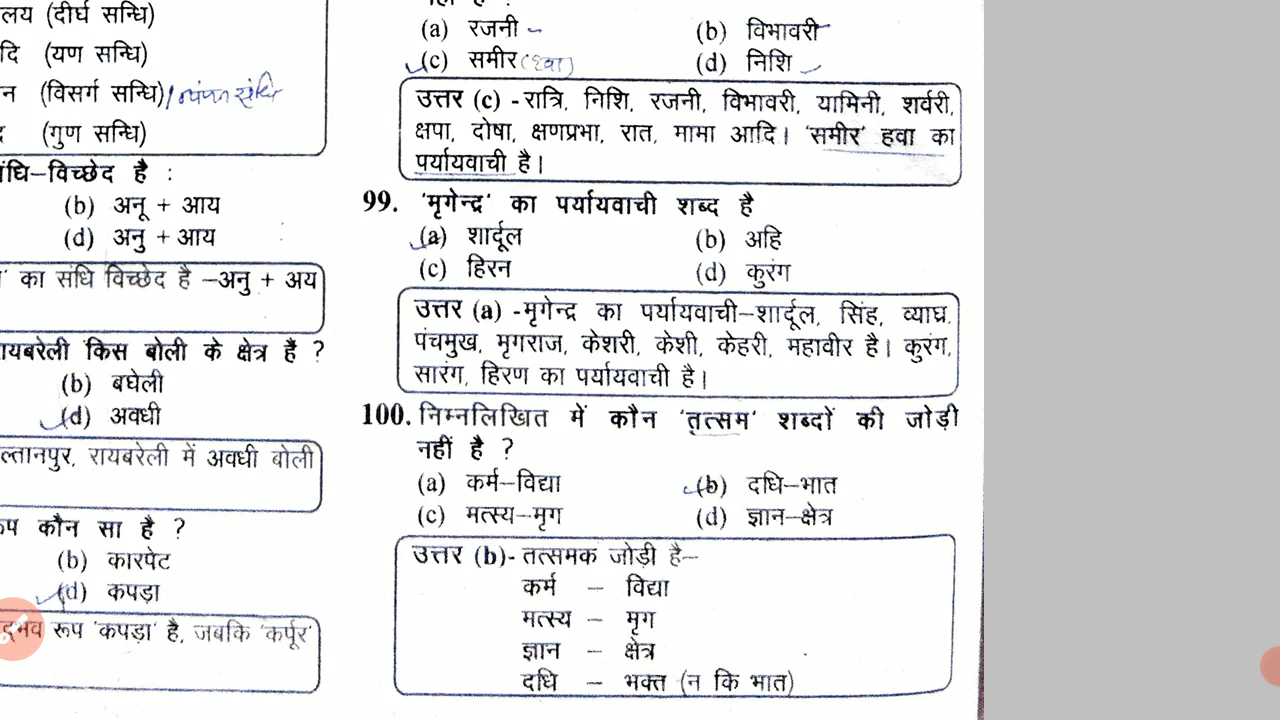 लय (दीर्घ सन्धि)
दि (यण सन्धि)
न (विसर्ग सन्धि)/व्यंजन संधि
(गुण सन्धि)
संधि–विच्छेद है :
(b) अनू + आय
(d) अनु + आय
' का संधि विच्छेद है –अनु + अय
रायबरेली किस बोली के क्षेत्र हैं ?
(b) बघेली
(d) अवधी
ल्तानपुर, रायबरेली में अवधी बोली
रूप कौन सा है ?
(b) कारपेट
(d) कपड़ा
द्भव रूप 'कपड़ा' है, जबकि 'कर्पूर'
(a) रजनी
(b) विभावरी
(c) समीर (हवा)
(d) निशि
उत्तर (c) -रात्रि, निशि, रजनी, विभावरी, यामिनी, शर्वरी,
क्षपा, दोषा, क्षणप्रभा, रात, मामा आदि। 'समीर' हवा का
पर्यायवाची है।
99. 'मृगेन्द्र' का पर्यायवाची शब्द है
(a) शार्दूल
(b) अहि
(c) हिरन
(d) कुरंग
उत्तर (a) -मृगेन्द्र का पर्यायवाची–शार्दूल, सिंह, व्याघ्र,
पंचमुख, मृगराज, केशरी, केशी, केहरी, महावीर है। कुरंग,
सारंग, हिरण का पर्यायवाची है।
100. निम्नलिखित में कौन 'तत्सम' शब्दों की जोड़ी
नहीं है ?
(a) कर्म–विद्या
(b) दधि–भात
(c) मत्स्य–मृग
(d) ज्ञान–क्षेत्र
उत्तर (b)- तत्समक जोड़ी है–
कर्म – विद्या
मत्स्य – मृग
ज्ञान – क्षेत्र
दधि – भक्त (न कि भात)